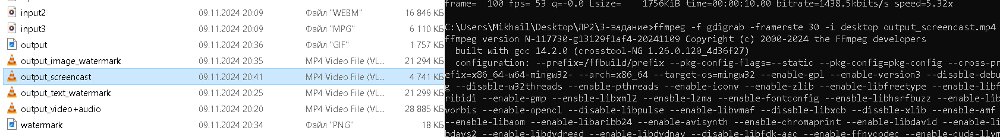 input2 09.11.2024 20:09 Файл "WEBM" 16 846 КБ
input3 09.11.2024 20:09 Файл "MPG" 6 110 КБ
output 09.11.2024 20:36 Файл "GIF" 1 757 КБ
output_image_watermark 09.11.2024 20:35 MP4 Video File (VL... 21 294 КБ
output_screencast 09.11.2024 20:41 MP4 Video File (VL... 4 741 КБ
output_text_watermark 09.11.2024 20:25 MP4 Video File (VL... 21 299 КБ
output_video+audio 09.11.2024 20:20 MP4 Video File (VL... 28 885 КБ
watermark 09.11.2024 20:34 Файл "PNG" 18 КБ
frame=  100 fps= 53 q=-0.0 Lsize=    1756KiB time=00:00:10.00 bitrate=1438.5kbits/s speed=5.32x
C:\Users\Mikhail\Desktop\ЛР2\3-задание>ffmpeg -f gdigrab -framerate 30 -i desktop output_screencast.mp4
ffmpeg version N-117730-g13129f1af4-20241109 Copyright (c) 2000-2024 the FFmpeg developers
built with gcc 14.2.0 (crosstool-NG 1.26.0.120_4d36f27)
configuration: --prefix=/ffbuild/prefix --pkg-config-flags=--static --pkg-config=pkg-config --cross-pr
efix=x86_64-w64-mingw32- --arch=x86_64 --target-os=mingw32 --enable-gpl --enable-version3 --disable-debu
g --disable-w32threads --enable-pthreads --enable-iconv --enable-zlib --enable-libfreetype --enable-libf
ribidi --enable-gmp --enable-libxml2 --enable-lzma --enable-fontconfig --enable-libharfbuzz --enable-lib
vorbis --enable-opencl --disable-libpulse --enable-libvmaf --disable-libxcb --disable-xlib --enable-amf
--enable-libaom --enable-libaribb24 --enable-avisynth --enable-chromaprint --enable-libdav1d --enable-li
bdavs2 --enable-libdvdread --enable-libdvdnav --disable-libfdk-aac --enable-ffnvcodec --enable-cuda-llvm